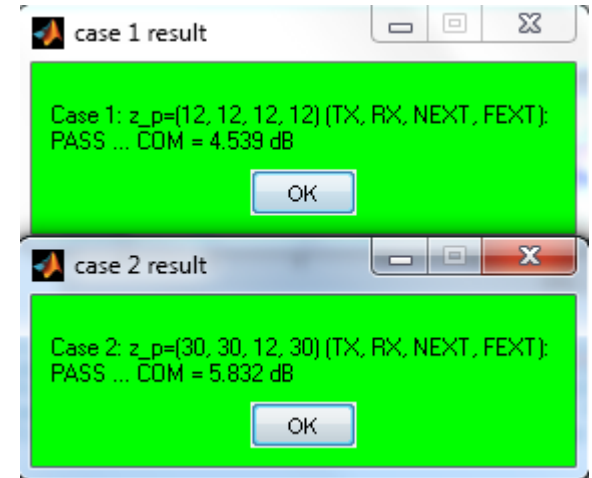 case 1 result
Case 1: z_p=(12, 12, 12, 12) (TX, RX, NEXT, FEXT):
PASS ... COM = 4.539 dB
OK
case 2 result
Case 2: z_p=(30, 30, 12, 30) (TX, RX, NEXT, FEXT):
PASS ... COM = 5.832 dB
OK